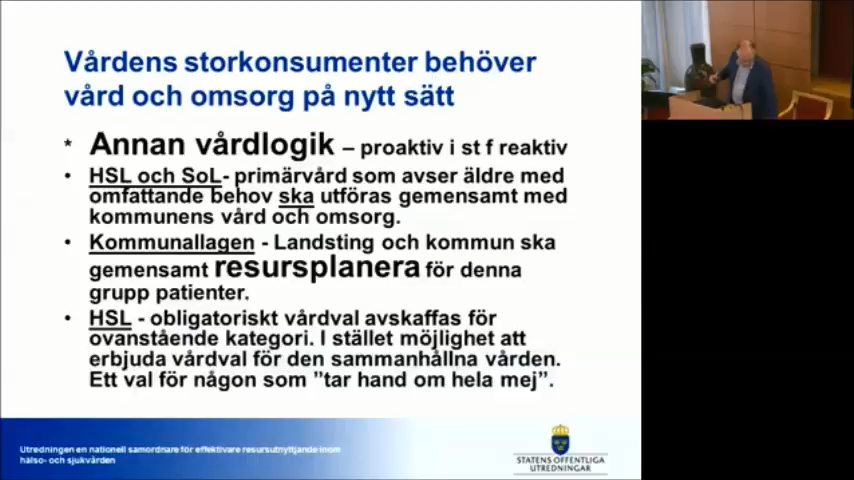 Vårdens storkonsumenter behöver
vård och omsorg på nytt sätt
* Annan vårdlogik – proaktiv i st f reaktiv
• HSL och SoL- primärvård som avser äldre med
omfattande behov ska utföras gemensamt med
kommunens vård och omsorg.
• Kommunallagen - Landsting och kommun ska
gemensamt resursplanera för denna
grupp patienter.
• HSL - obligatoriskt vårdval avskaffas för
ovanstående kategori. I stället möjlighet att
erbjuda vårdval för den sammanhållna vården.
Ett val för någon som ”tar hand om hela mej”.
Utredningen en nationell samordnare för effektivare resursutnyttjande inom
hälso- och sjukvården
STATENS OFFENTLIGA
UTREDNINGAR